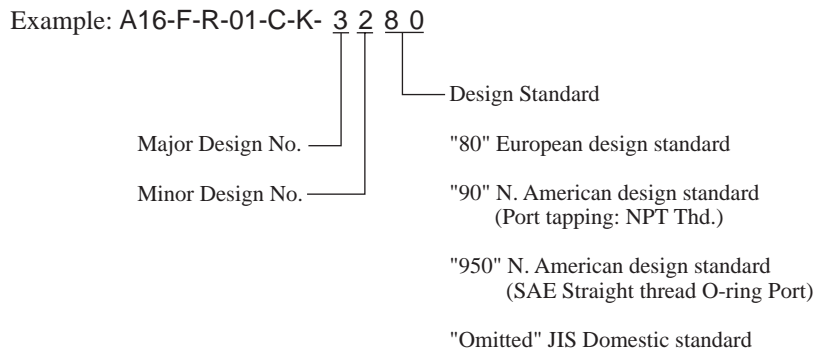 Example: A16-F-R-01-C-K- 3 2 8 0
Design Standard
Major Design No.
"80" European design standard
Minor Design No.
"90" N. American design standard
(Port tapping: NPT Thd.)
"950" N. American design standard
(SAE Straight thread O-ring Port)
"Omitted" JIS Domestic standard